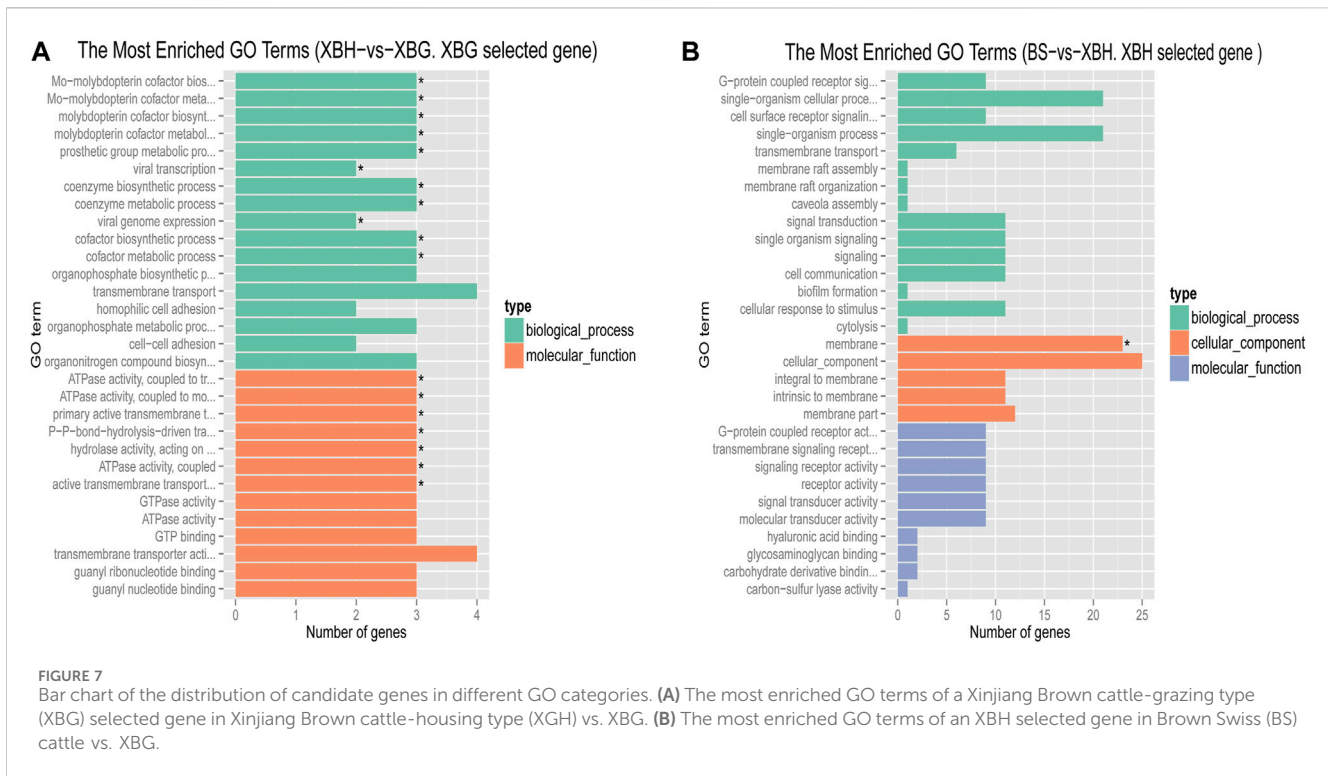 A The Most Enriched GO Terms (XBH-vs-XBG. XBG selected gene)
Mo-molybdopterin cofactor bios...
Mo-molybdopterin cofactor meta...
molybdopterin cofactor biosynt...
molybdopterin cofactor metabol...
prosthetic group metabolic pro...
viral transcription
coenzyme biosynthetic process
coenzyme metabolic process
viral genome expression
cofactor biosynthetic process
cofactor metabolic process
organophosphate biosynthetic p...
transmembrane transport
homophilic cell adhesion
organophosphate metabolic proc...
cell-cell adhesion
organonitrogen compound biosyn...
ATPase activity, coupled to tr...
ATPase activity, coupled to mo...
primary active transmembrane t...
P-P-bond-hydrolysis-driven tra...
hydrolase activity, acting on ...
ATPase activity, coupled
active transmembrane transport...
GTPase activity
ATPase activity
GTP binding
transmembrane transporter acti...
guanyl ribonucleotide binding
guanyl nucleotide binding
GO term
* * * * * * * * * * * * * * * * * *
0 1 2 3 4
Number of genes
type
biological_process
molecular_function
B The Most Enriched GO Terms (BS-vs-XBH. XBH selected gene )
G-protein coupled receptor sig...
single-organism cellular proce...
cell surface receptor signalin...
single-organism process
transmembrane transport
membrane raft assembly
membrane raft organization
caveola assembly
signal transduction
single organism signaling
signaling
cell communication
biofilm formation
cellular response to stimulus
cytolysis
membrane
cellular_component
integral to membrane
intrinsic to membrane
membrane part
G-protein coupled receptor act...
transmembrane signaling recept...
signaling receptor activity
receptor activity
signal transducer activity
molecular transducer activity
hyaluronic acid binding
glycosaminoglycan binding
carbohydrate derivative bindin...
carbon-sulfur lyase activity
GO term
*
0 5 10 15 20 25
Number of genes
type
biological_process
cellular_component
molecular_function
FIGURE 7
Bar chart of the distribution of candidate genes in different GO categories. (A) The most enriched GO terms of a Xinjiang Brown cattle-grazing type
(XBG) selected gene in Xinjiang Brown cattle-housing type (XGH) vs. XBG. (B) The most enriched GO terms of an XBH selected gene in Brown Swiss (BS)
cattle vs. XBG.